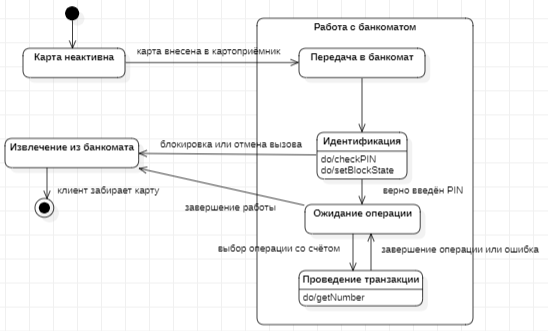 Работа с банкоматом
карта внесена в картоприёмник
Карта неактивна
Передача в банкомат
Идентификация
блокировка или отмена вызова
Извлечение из банкомата
do/checkPIN
do/setBlockState
клиент забирает карту
верно введён PIN
завершение работы
Ожидание операции
выбор операции со счётом
завершение операции или ошибка
Проведение транзакции
do/getNumber